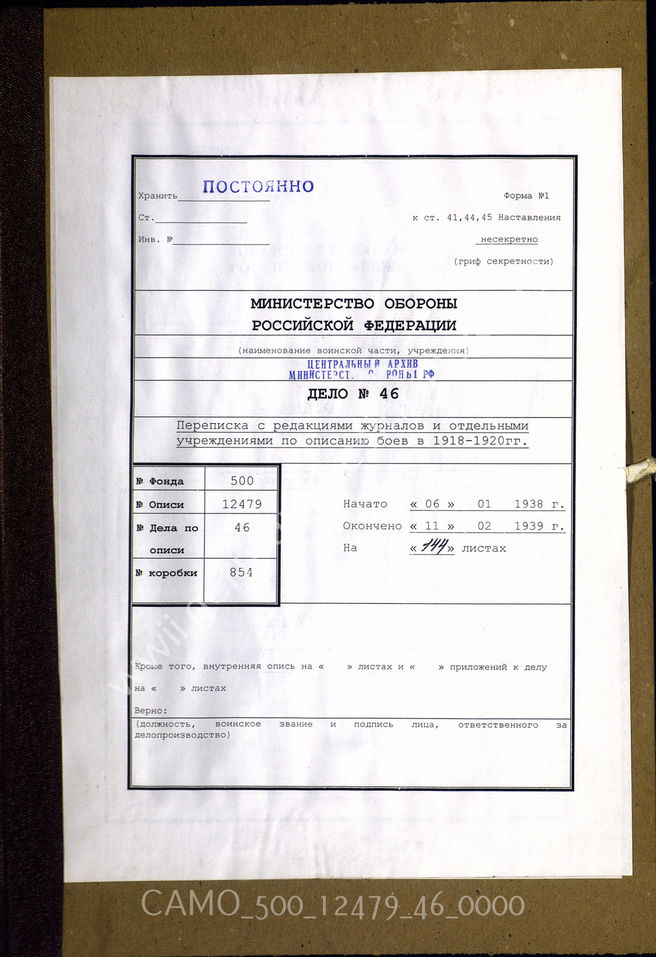 Хранить ПОСТОЯННО
Форма №1
Ст.
к ст. 41,44,45 Наставления
Инв. №
несекретно
(гриф секретности)
МИНИСТЕРСТВО ОБОРОНЫ
РОССИЙСКОЙ ФЕДЕРАЦИИ
(наименование воинской части, учреждения)
ЦЕНТРАЛЬНЫЙ АРХИВ
РФ
ДЕЛО № 46
Переписка с редакциями журналов и отдельными
учреждениями по описанию боев в 1918-1920гг.
№ Фонда 500
№ Описи 12479
№ Дела по описи 46
№ коробки 854
Начато « 06 » 01 1938 г.
Окончено « 11 » 02 1939 г.
На « 144 » листах
Кроме того, внутренняя опись на « » листах и « » приложений к делу
на « » листах
Верно:
(должность, воинское звание и подпись лица, ответственного за
делопроизводство)
CAMO_500_12479_46_0000